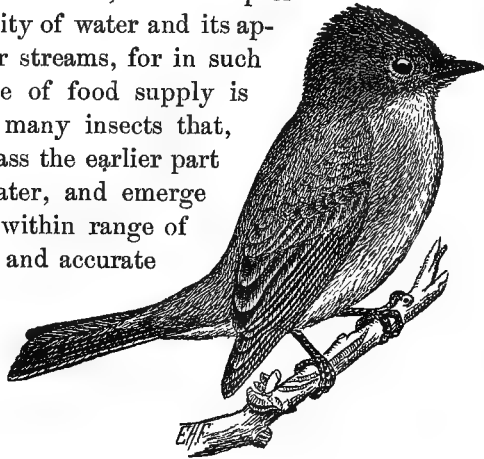 ity of water and its ap-
r streams, for in such
e of food supply is
many insects that,
ass the earlier part
ater, and emerge
within range of
and accurate
EHF